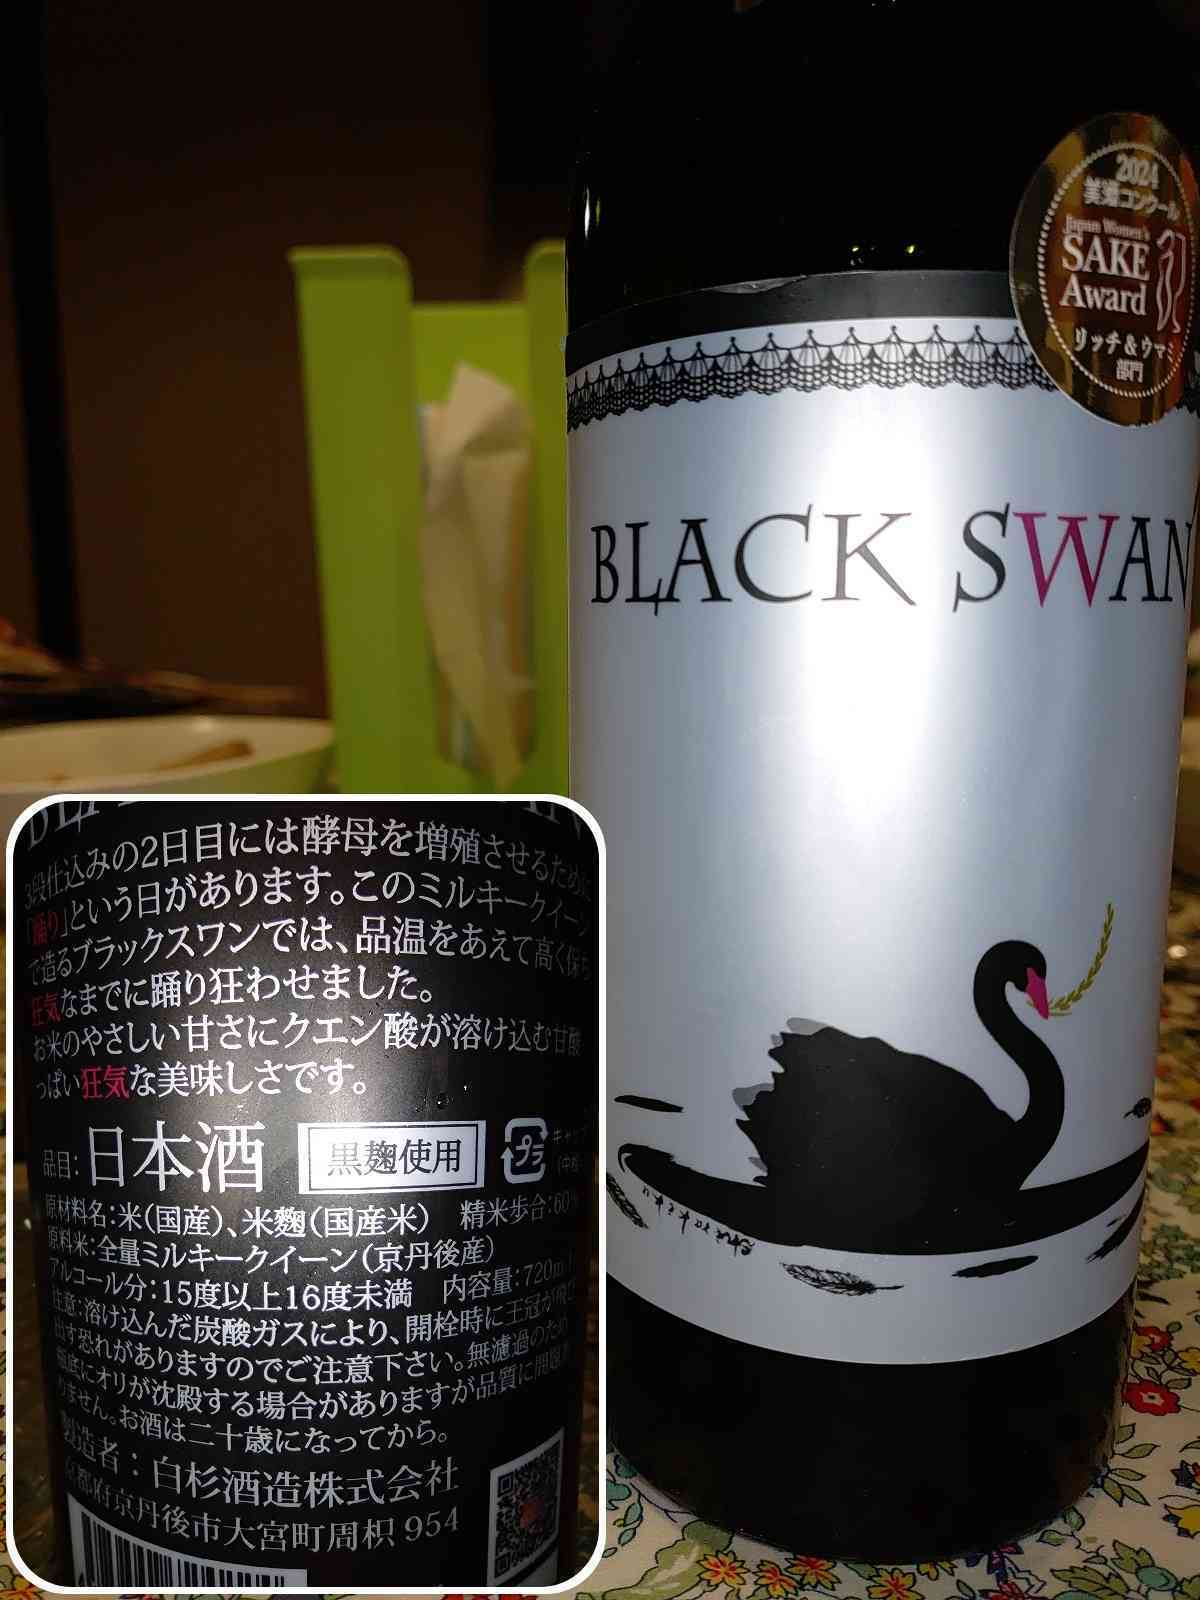 2024
美酒コンクール
Japan Women's
SAKE
Award
リッチ&ウマミ
部門
BLACK SWAN
3段仕込みの2日目には酵母を増殖させるために
「踊り」という日があります。このミルキークイーン
で造るブラックスワンでは、品温をあえて高く保ち
狂気なまでに踊り狂わせました。
お米のやさしい甘さにクエン酸が溶け込む甘酸
っぱい狂気な美味しさです。
品目:日本酒 黒麹使用 プラ キャップ
原材料名:米(国産)、米麴(国産米) 精米歩合:60%
原料米:全量ミルキークイーン(京丹後産)
アルコール分:15度以上16度未満 内容量:720ml
注意:溶け込んだ炭酸ガスにより、開栓時に王冠が飛び
出す恐れがありますのでご注意下さい。無濾過のため
瓶底にオリが沈殿する場合がありますが品質に問題あ
りません。お酒は二十歳になってから。
製造者:白杉酒造株式会社
京都府京丹後市大宮町周枳 954